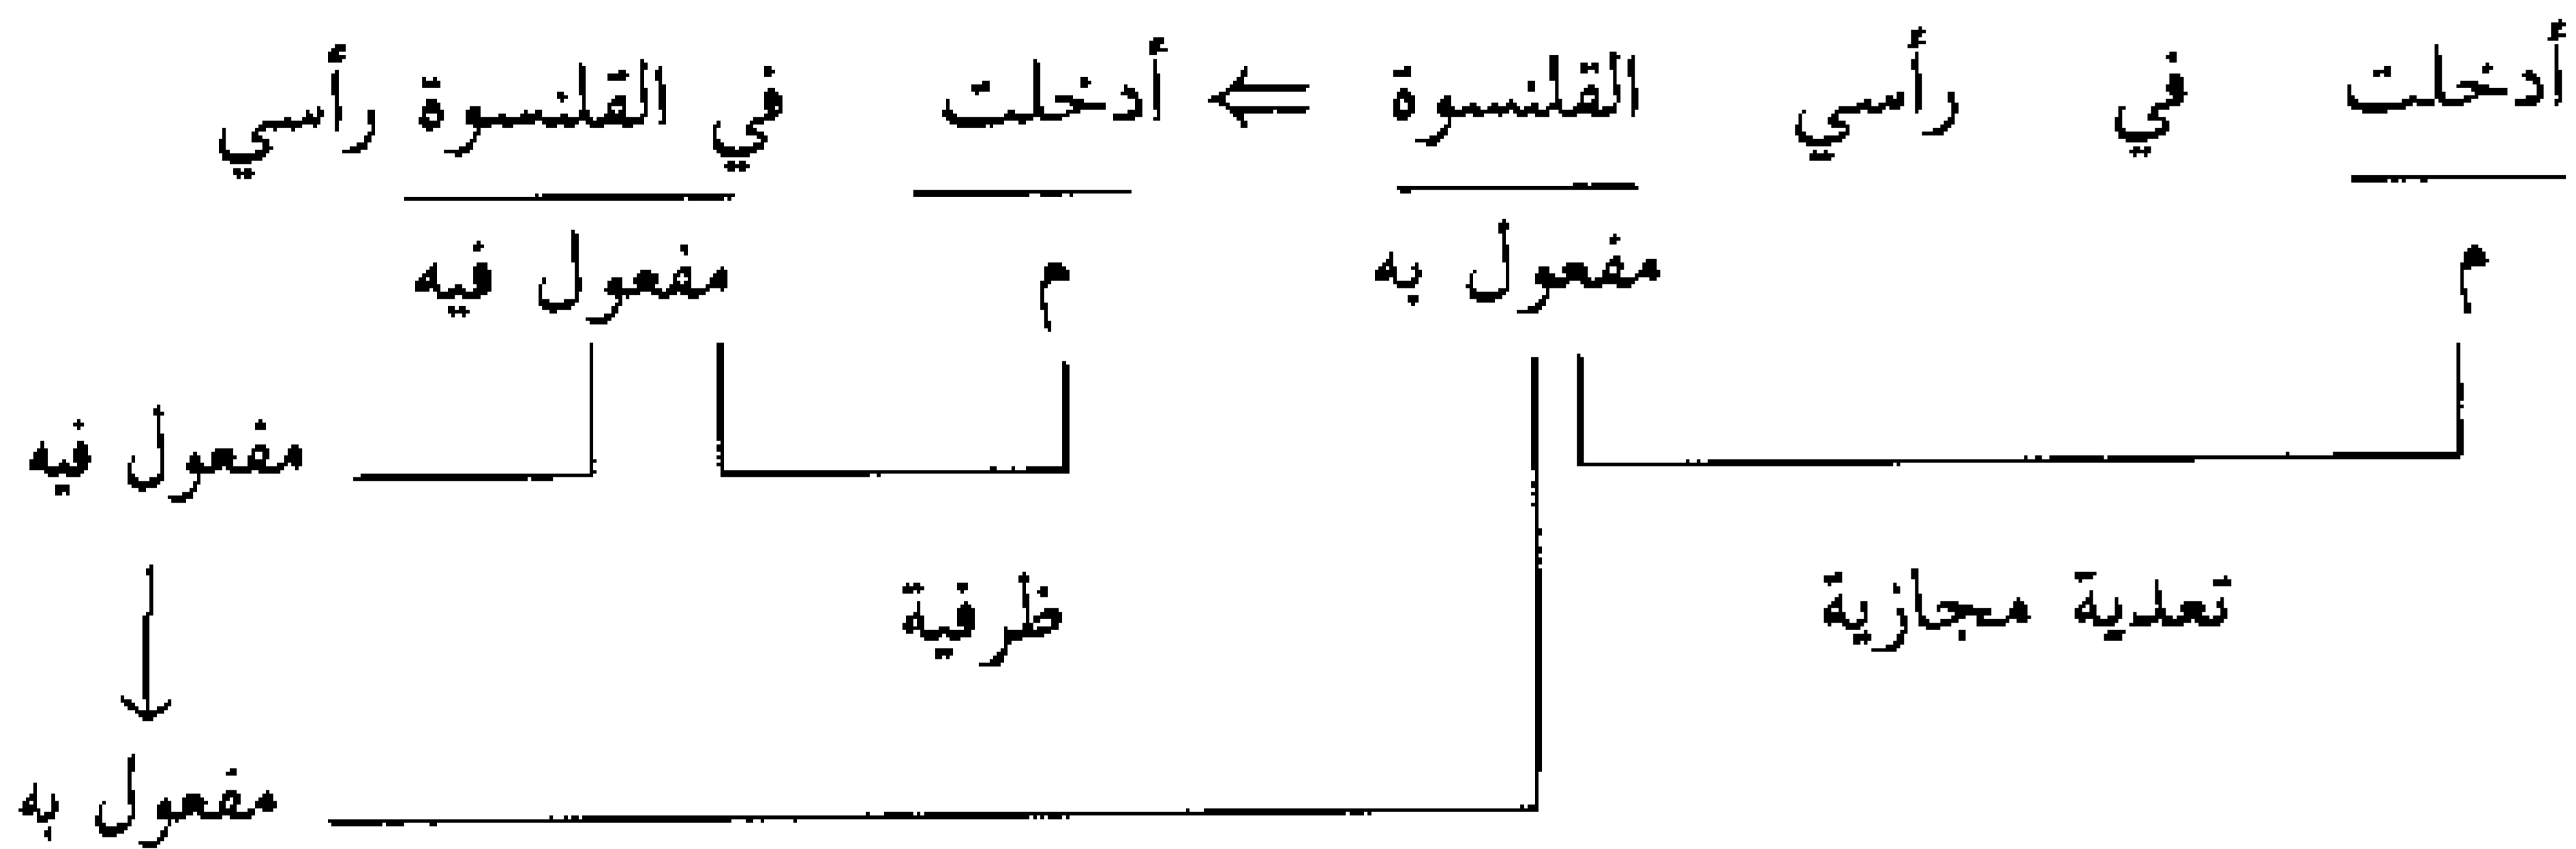 أدخلت في رأسي القلنسوة ⇐ أدخلت في القلنسوة رأسي
م مفعول به م مفعول فيه
مفعول فيه
تعدية مجازية ظرفية
مفعول به